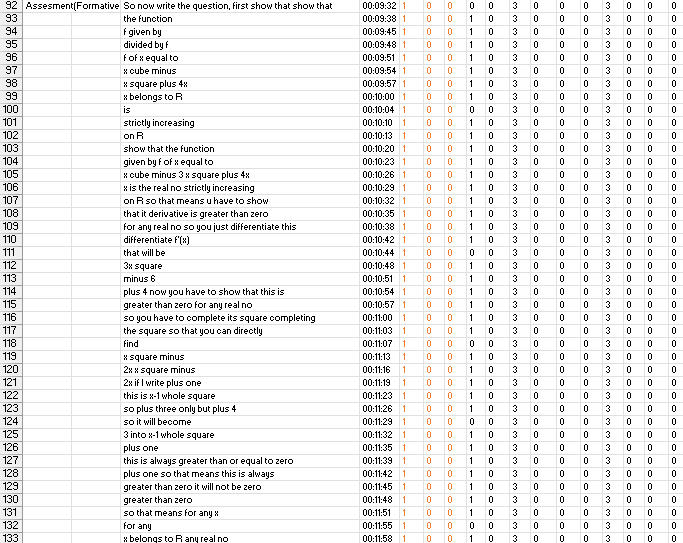 92 Assesment(Formative So now write the question, first show that show that 00:09:32 1 0 0 0 0 3 0 0 0 3 0 0 0
93 the function 00:09:38 1 0 0 1 0 3 0 0 0 3 0 0 0
94 f given by 00:09:45 1 0 0 1 0 3 0 0 0 3 0 0 0
95 divided by f 00:09:48 1 0 0 1 0 3 0 0 0 3 0 0 0
96 f of x equal to 00:09:51 1 0 0 1 0 3 0 0 0 3 0 0 0
97 x cube minus 00:09:54 1 0 0 1 0 3 0 0 0 3 0 0 0
98 x square plus 4x 00:09:57 1 0 0 1 0 3 0 0 0 3 0 0 0
99 x belongs to R 00:10:00 1 0 0 1 0 3 0 0 0 3 0 0 0
100 is 00:10:04 1 0 0 0 0 3 0 0 0 3 0 0 0
101 strictly increasing 00:10:10 1 0 0 1 0 3 0 0 0 3 0 0 0
102 on R 00:10:13 1 0 0 1 0 3 0 0 0 3 0 0 0
103 show that the function 00:10:20 1 0 0 1 0 3 0 0 0 3 0 0 0
104 given by f of x equal to 00:10:23 1 0 0 1 0 3 0 0 0 3 0 0 0
105 x cube minus 3 x square plus 4x 00:10:26 1 0 0 1 0 3 0 0 0 3 0 0 0
106 x is the real no strictly increasing 00:10:29 1 0 0 1 0 3 0 0 0 3 0 0 0
107 on R so that means u have to show 00:10:32 1 0 0 1 0 3 0 0 0 3 0 0 0
108 that it derivative is greater than zero 00:10:35 1 0 0 1 0 3 0 0 0 3 0 0 0
109 for any real no so you just differentiate this 00:10:38 1 0 0 1 0 3 0 0 0 3 0 0 0
110 differentiate f'(x) 00:10:42 1 0 0 1 0 3 0 0 0 3 0 0 0
111 that will be 00:10:44 1 0 0 0 0 3 0 0 0 3 0 0 0
112 3x square 00:10:48 1 0 0 1 0 3 0 0 0 3 0 0 0
113 minus 6 00:10:51 1 0 0 1 0 3 0 0 0 3 0 0 0
114 plus 4 now you have to show that this is 00:10:54 1 0 0 1 0 3 0 0 0 3 0 0 0
115 greater than zero for any real no 00:10:57 1 0 0 1 0 3 0 0 0 3 0 0 0
116 so you have to complete its square completing 00:11:00 1 0 0 1 0 3 0 0 0 3 0 0 0
117 the square so that you can directly 00:11:03 1 0 0 1 0 3 0 0 0 3 0 0 0
118 find 00:11:07 1 0 0 0 0 3 0 0 0 3 0 0 0
119 x square minus 00:11:13 1 0 0 1 0 3 0 0 0 3 0 0 0
120 2x x square minus 00:11:16 1 0 0 1 0 3 0 0 0 3 0 0 0
121 2x if I write plus one 00:11:19 1 0 0 1 0 3 0 0 0 3 0 0 0
122 this is x-1 whole square 00:11:23 1 0 0 1 0 3 0 0 0 3 0 0 0
123 so plus three only but plus 4 00:11:26 1 0 0 1 0 3 0 0 0 3 0 0 0
124 so it will become 00:11:29 1 0 0 0 0 3 0 0 0 3 0 0 0
125 3 into x-1 whole square 00:11:32 1 0 0 1 0 3 0 0 0 3 0 0 0
126 plus one 00:11:35 1 0 0 1 0 3 0 0 0 3 0 0 0
127 this is always greater than or equal to zero 00:11:39 1 0 0 1 0 3 0 0 0 3 0 0 0
128 plus one so that means this is always 00:11:42 1 0 0 1 0 3 0 0 0 3 0 0 0
129 greater than zero it will not be zero 00:11:45 1 0 0 1 0 3 0 0 0 3 0 0 0
130 greater than zero 00:11:48 1 0 0 1 0 3 0 0 0 3 0 0 0
131 so that means for any x 00:11:51 1 0 0 1 0 3 0 0 0 3 0 0 0
132 for any 00:11:55 1 0 0 0 0 3 0 0 0 3 0 0 0
133 x belongs to R any real no 00:11:58 1 0 0 1 0 3 0 0 0 3 0 0 0